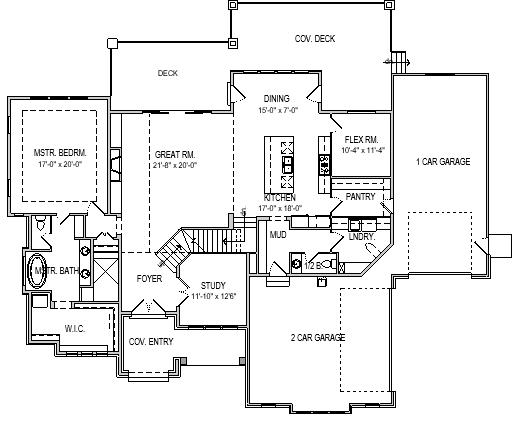 COV. DECK
DECK
DINING
15'-0" x 7'-0"
FLEX RM.
10'-4" x 11'-4"
MSTR. BEDRM.
17'-0" x 20'-0"
GREAT RM.
21'-8" x 20'-0"
1 CAR GARAGE
KITCHEN
17'-0" x 18'-0"
PANTRY
dn.
MUD
LNDRY.
1/2 B.
MSTR. BATH
FOYER
STUDY
11'-10" x 12'6"
W.I.C.
COV. ENTRY
2 CAR GARAGE